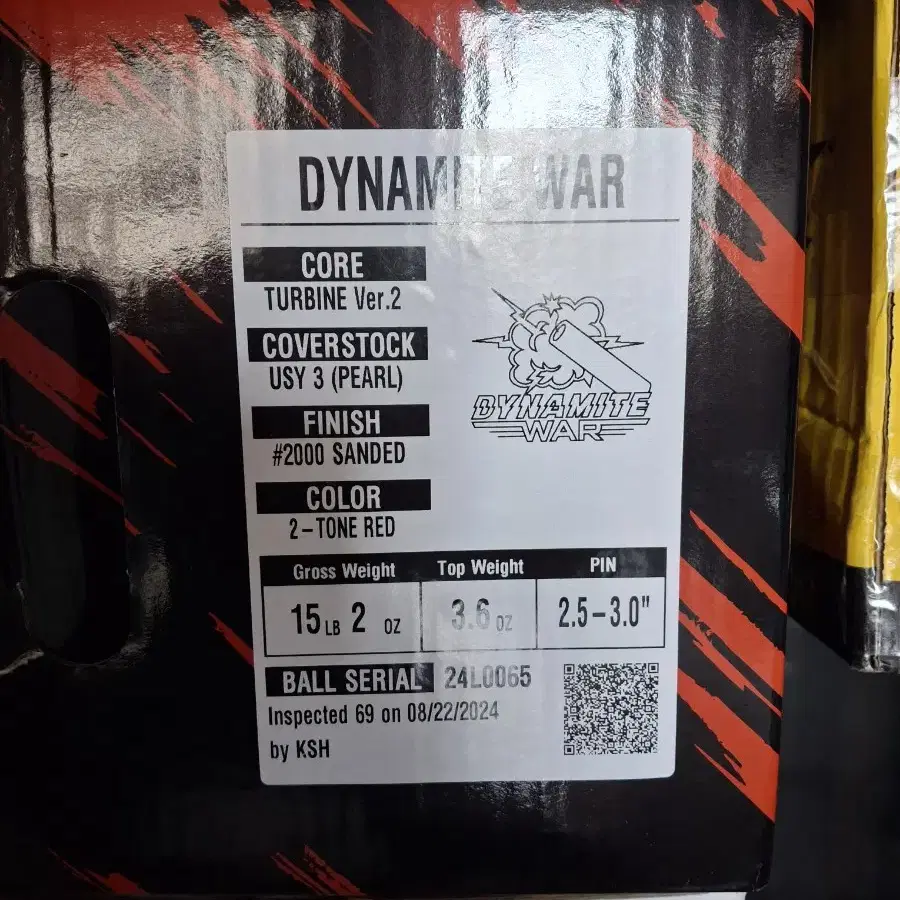 DYNAMITE WAR
CORE
TURBINE Ver.2
COVERSTOCK
USY 3 (PEARL)
FINISH
#2000 SANDED
COLOR
2-TONE RED
DYNAMITE
WAR
Gross Weight Top Weight PIN
15 LB 2 OZ 3.6 OZ 2.5-3.0"
BALL SERIAL 24L0065
Inspected 69 on 08/22/2024
by KSH